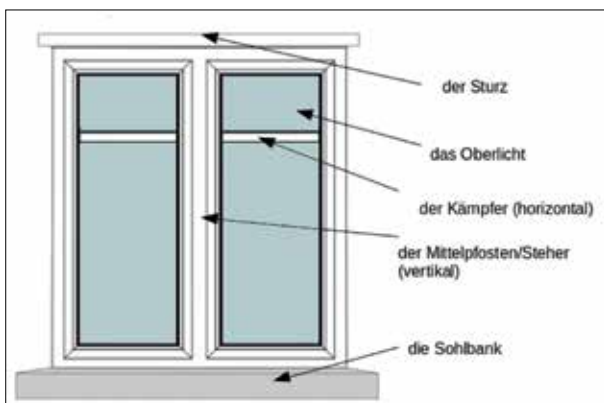 der Sturz
das Oberlicht
der Kämpfer (horizontal)
der Mittelpfosten/Steher
(vertikal)
die Sohlbank